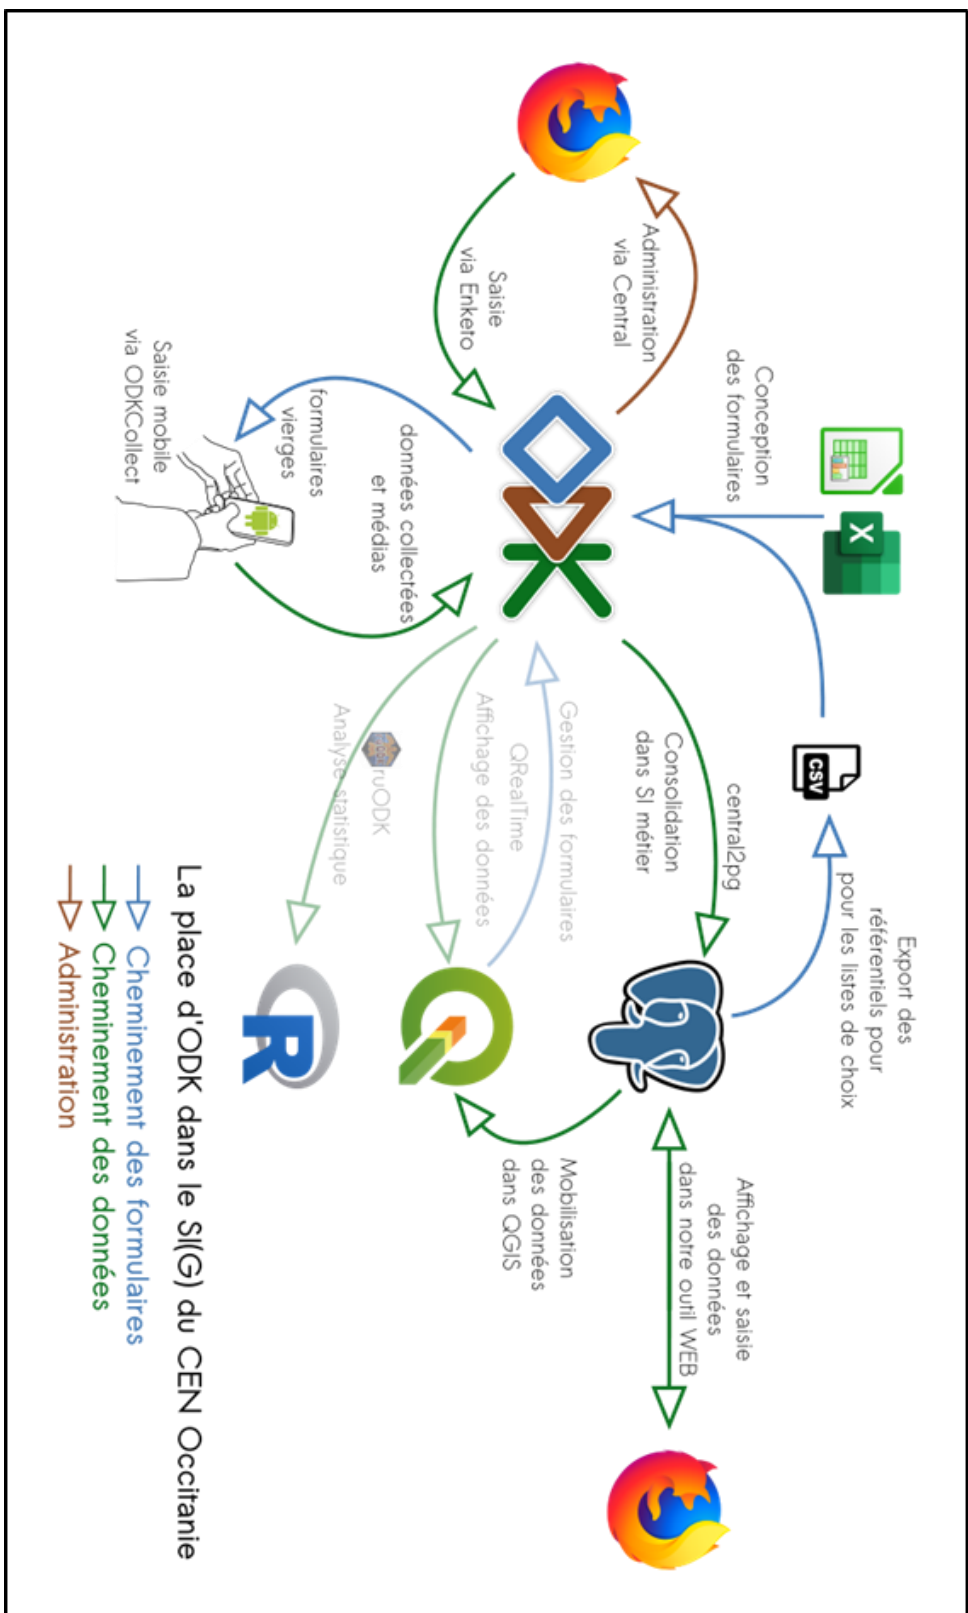 Administration
via Central
Saisie
via Enketo
Conception
des formulaires
X
CSV
Export des
référentiels pour
pour les listes de choix
formulaires
vierges
Saisie mobile
via ODKCollect
données collectées
et médias
central2pg
Consolidation
dans SI métier
Gestion des formulaires
QRealTime
Affichage des données
ruODK
Analyse statistique
Affichage et saisie
des données
dans notre outil WEB
Mobilisation
des données
dans QGIS
R
La place d'ODK dans le SI(G) du CEN Occitanie
Cheminement des formulaires
Cheminement des données
Administration